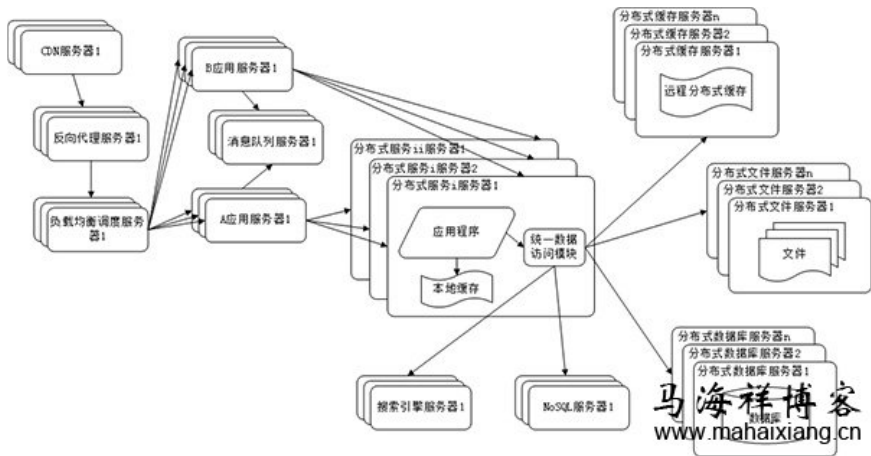 CDN服务器1
反向代理服务器1
负载均衡调度服务
器1
B应用服务器1
消息队列服务器1
A应用服务器1
分布式服务ii服务器1
分布式服务i服务器2
分布式服务i服务器1
应用程序
本地缓存
统一数据
访问模块
分布式缓存服务器n
分布式缓存服务器2
分布式缓存服务器1
远程分布式缓存
分布式文件服务器n
分布式文件服务器2
分布式文件服务器1
文件
分布式数据库服务器n
分布式数据库服务器2
分布式数据库服务器1
数据库
搜索引擎服务器1
NoSQL服务器1
马海祥博客
www.mahaixiang.cn